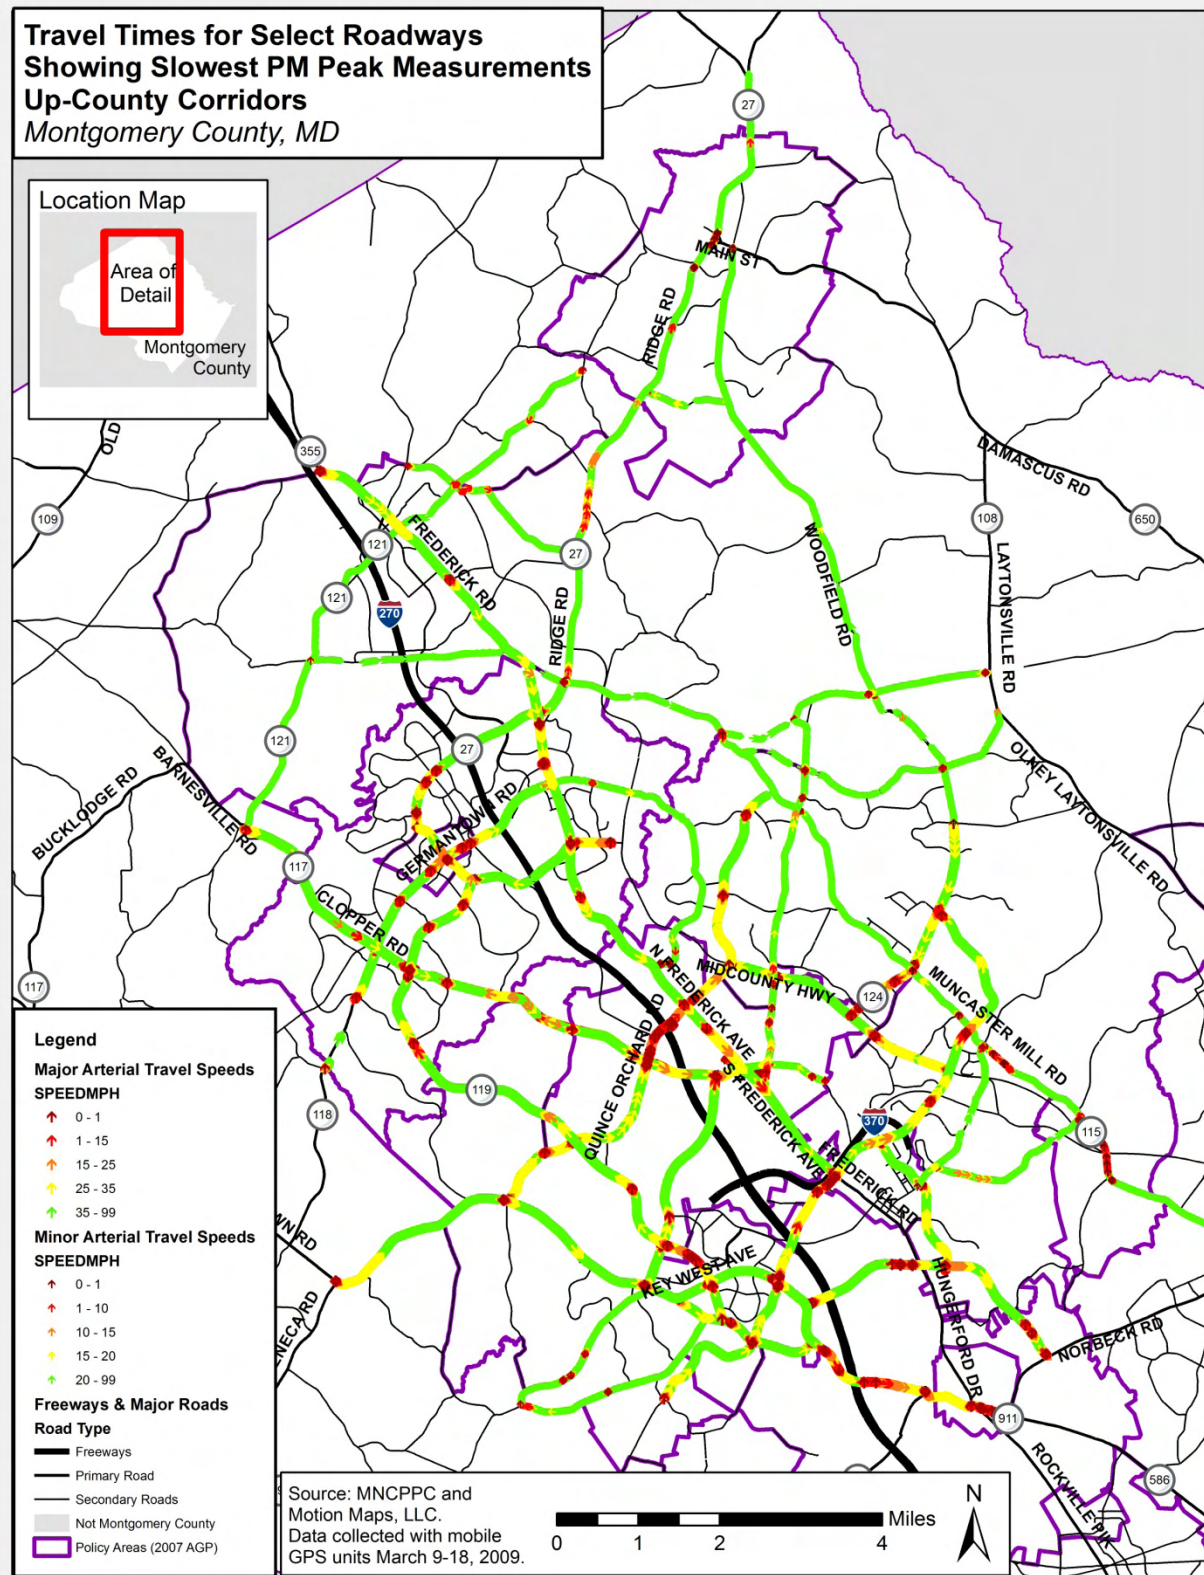 Travel Times for Select Roadways
Showing Slowest PM Peak Measurements
Up-County Corridors
Montgomery County, MD
Location Map
Area of
Detail
Montgomery
County
27
MAIN ST
RIDGE RD
OLD
355
109
DAMASCUS RD
108
650
121
FREDERICK RD
27
WOODFIELD RD
LAYTONSVILLE RD
121
270
RIDGE RD
121
27
BARNESVILLE RD
BUCKLODGE RD
OLNEY LAYTONSVILLE RD
GERMANTOWN RD
117
CLOPPER RD
117
N FREDERICK AVE
MIDCOUNTY HWY
124
MUNCASTER MILL RD
QUINCE ORCHARD RD
S FREDERICK AVE
119
118
370
115
FREDERICK AVE
FREDERICK RD
WN RD
KEY WEST AVE
HUNGERFORD DR
ENECA RD
NORBECK RD
911
ROCKVILLE PIK
586
Legend
Major Arterial Travel Speeds
SPEEDMPH
0 - 1
1 - 15
15 - 25
25 - 35
35 - 99
Minor Arterial Travel Speeds
SPEEDMPH
0 - 1
1 - 10
10 - 15
15 - 20
20 - 99
Freeways & Major Roads
Road Type
Freeways
Primary Road
Secondary Roads
Not Montgomery County
Policy Areas (2007 AGP)
Source: MNCPPC and
Motion Maps, LLC.
Data collected with mobile
GPS units March 9-18, 2009.
Miles
0 1 2 4
N